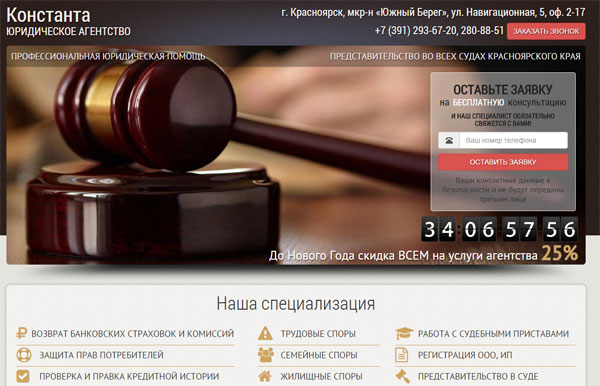 Константа
ЮРИДИЧЕСКОЕ АГЕНТСТВО
г. Красноярск, мкр-н «Южный Берег», ул. Навигационная, 5, оф. 2-17
+7 (391) 293-67-20, 280-88-51 ЗАКАЗАТЬ ЗВОНОК
ПРОФЕССИОНАЛЬНАЯ ЮРИДИЧЕСКАЯ ПОМОЩЬ
ПРЕДСТАВИТЕЛЬСТВО ВО ВСЕХ СУДАХ КРАСНОЯРСКОГО КРАЯ
ОСТАВЬТЕ ЗАЯВКУ
на БЕСПЛАТНУЮ консультацию
И НАШ СПЕЦИАЛИСТ ОБЯЗАТЕЛЬНО
СВЯЖЕТСЯ С ВАМИ!
Ваш номер телефона
ОСТАВИТЬ ЗАЯВКУ
Ваши контактные данные в
безопасности и не будут переданы
третьим лица
34 06 57 56
До Нового Года скидка ВСЕМ на услуги агентства 25%
Наша специализация
ВОЗВРАТ БАНКОВСКИХ СТРАХОВОК И КОМИССИЙ
ТРУДОВЫЕ СПОРЫ
РАБОТА С СУДЕБНЫМИ ПРИСТАВАМИ
ЗАЩИТА ПРАВ ПОТРЕБИТЕЛЕЙ
СЕМЕЙНЫЕ СПОРЫ
РЕГИСТРАЦИЯ ООО, ИП
ПРОВЕРКА И ПРАВКА КРЕДИТНОЙ ИСТОРИИ
ЖИЛИЩНЫЕ СПОРЫ
ПРЕДСТАВИТЕЛЬСТВО В СУДЕ